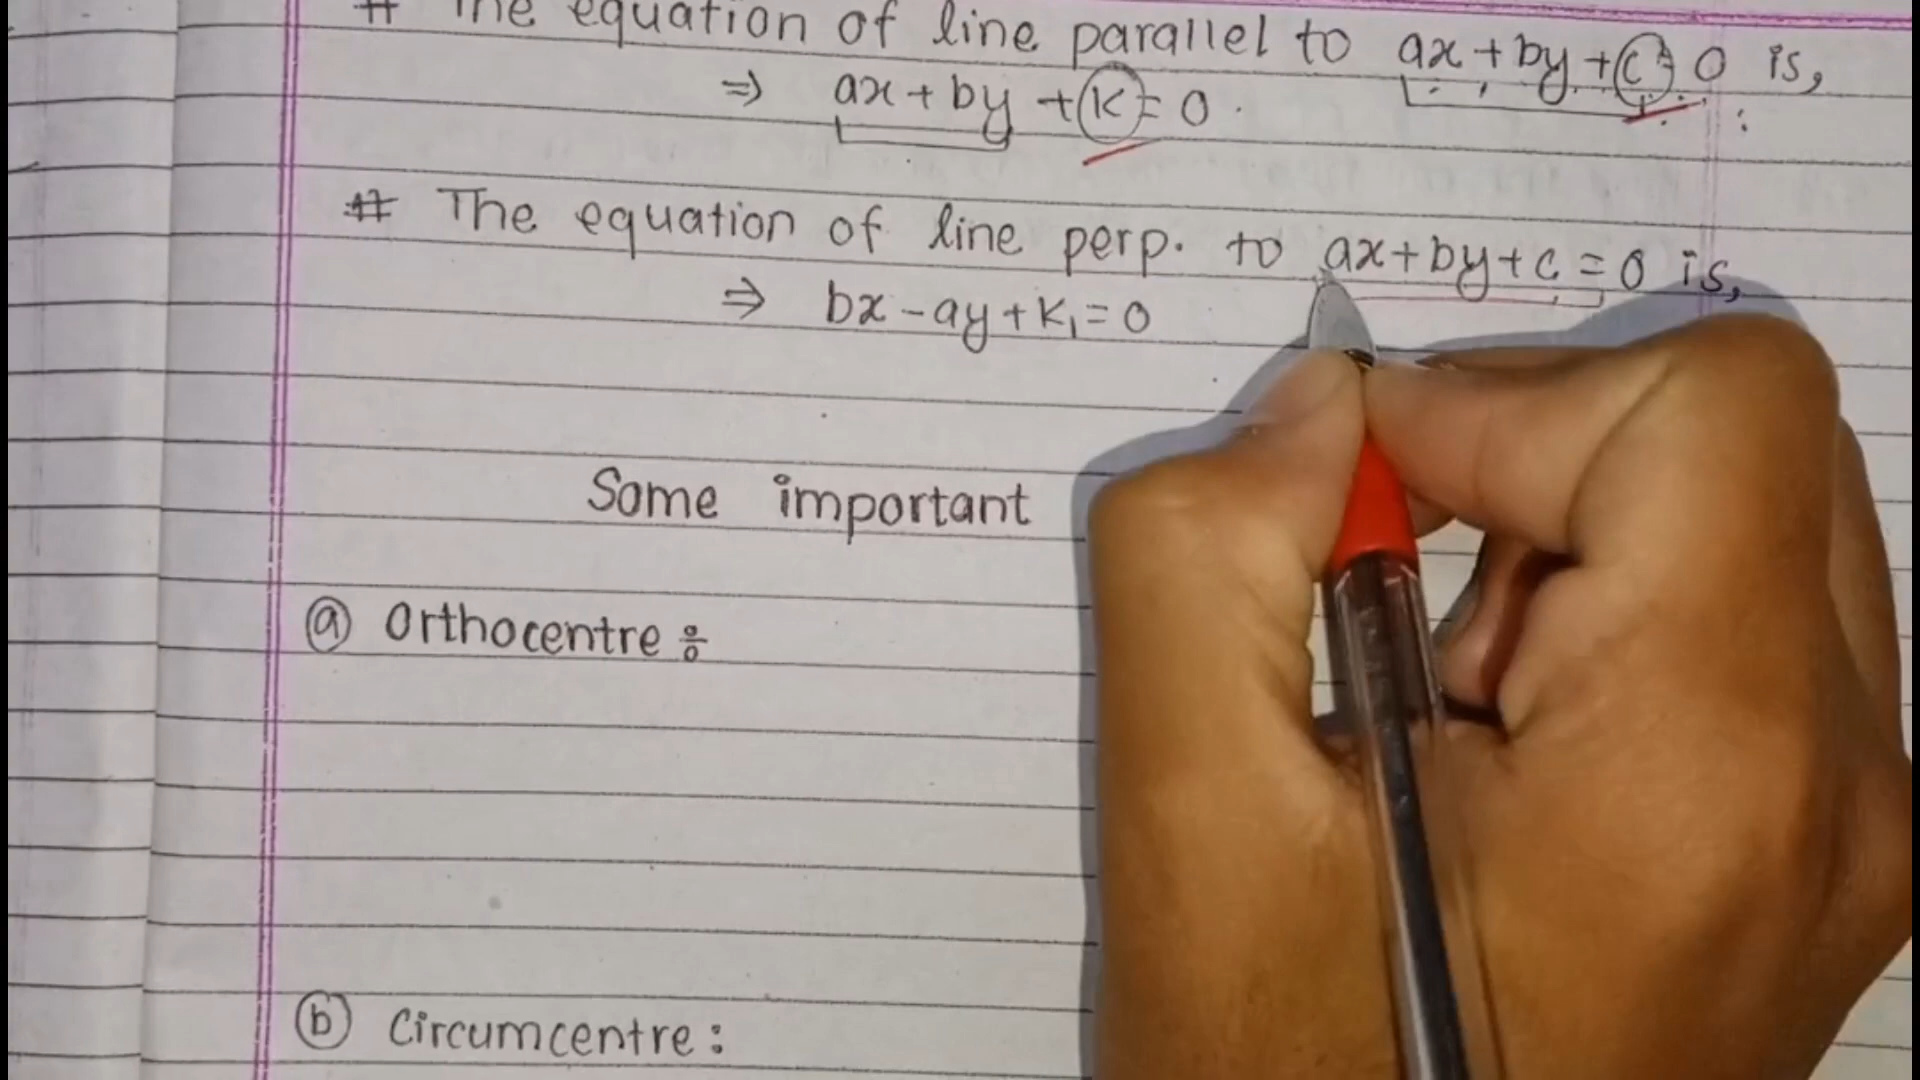 # The equation of line parallel to ax+by+c=0 is,
⇒ ax+by+k=0.
# The equation of line perp. to ax+by+c=0 is,
⇒ bx-ay+k₁=0
Some important
ⓐ Orthocentre :
ⓑ Circumcentre :